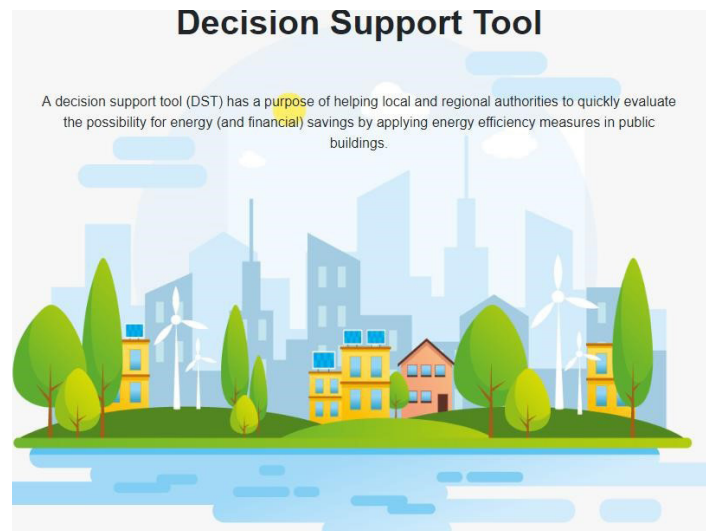 Decision Support Tool
A decision support tool (DST) has a purpose of helping local and regional authorities to quickly evaluate
the possibility for energy (and financial) savings by applying energy efficiency measures in public
buildings.